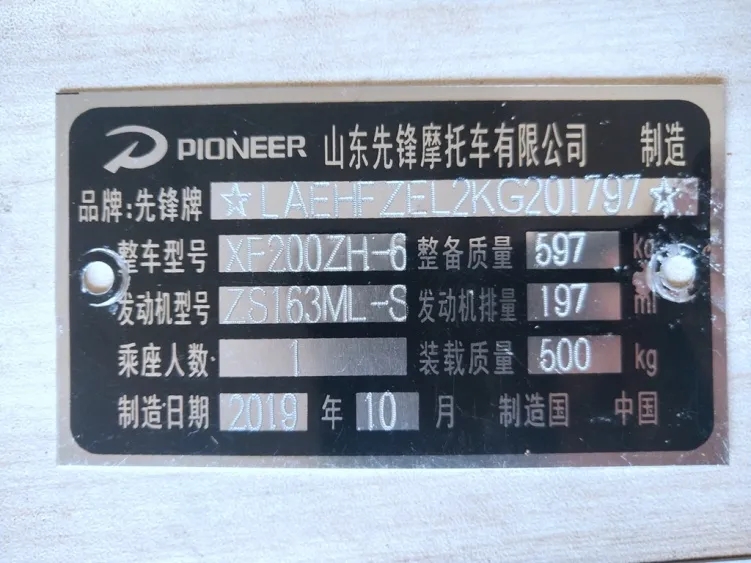 PIONEER 山东先锋摩托车有限公司 制造
品牌:先锋牌 ☆LAEHFZEL2KG201797☆
整车型号 XF200ZH-6 整备质量 597 kg
发动机型号 ZS163ML-S 发动机排量 197 ml
乘座人数 1 装载质量 500 kg
制造日期 2019 年 10 月 制造国 中国